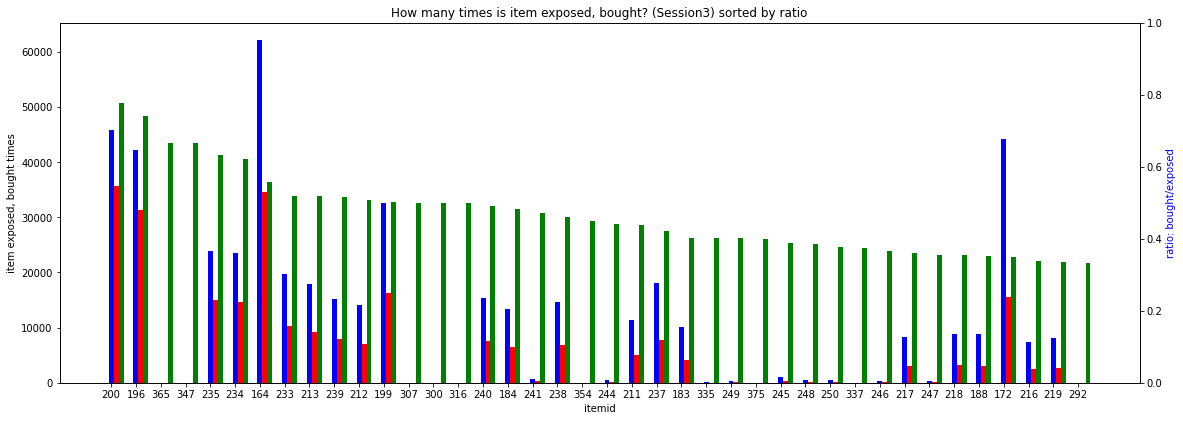 How many times is item exposed, bought? (Session3) sorted by ratio
item exposed, bought times
60000
50000
40000
30000
20000
10000
0
1.0
0.8
0.6
0.4
0.2
0.0
ratio: bought/exposed
200 196 365 347 235 234 164 233 213 239 212 199 307 300 316 240 184 241 238 354 244 211 237 183 335 249 375 245 248 250 337 246 217 247 218 188 172 216 219 292
itemid